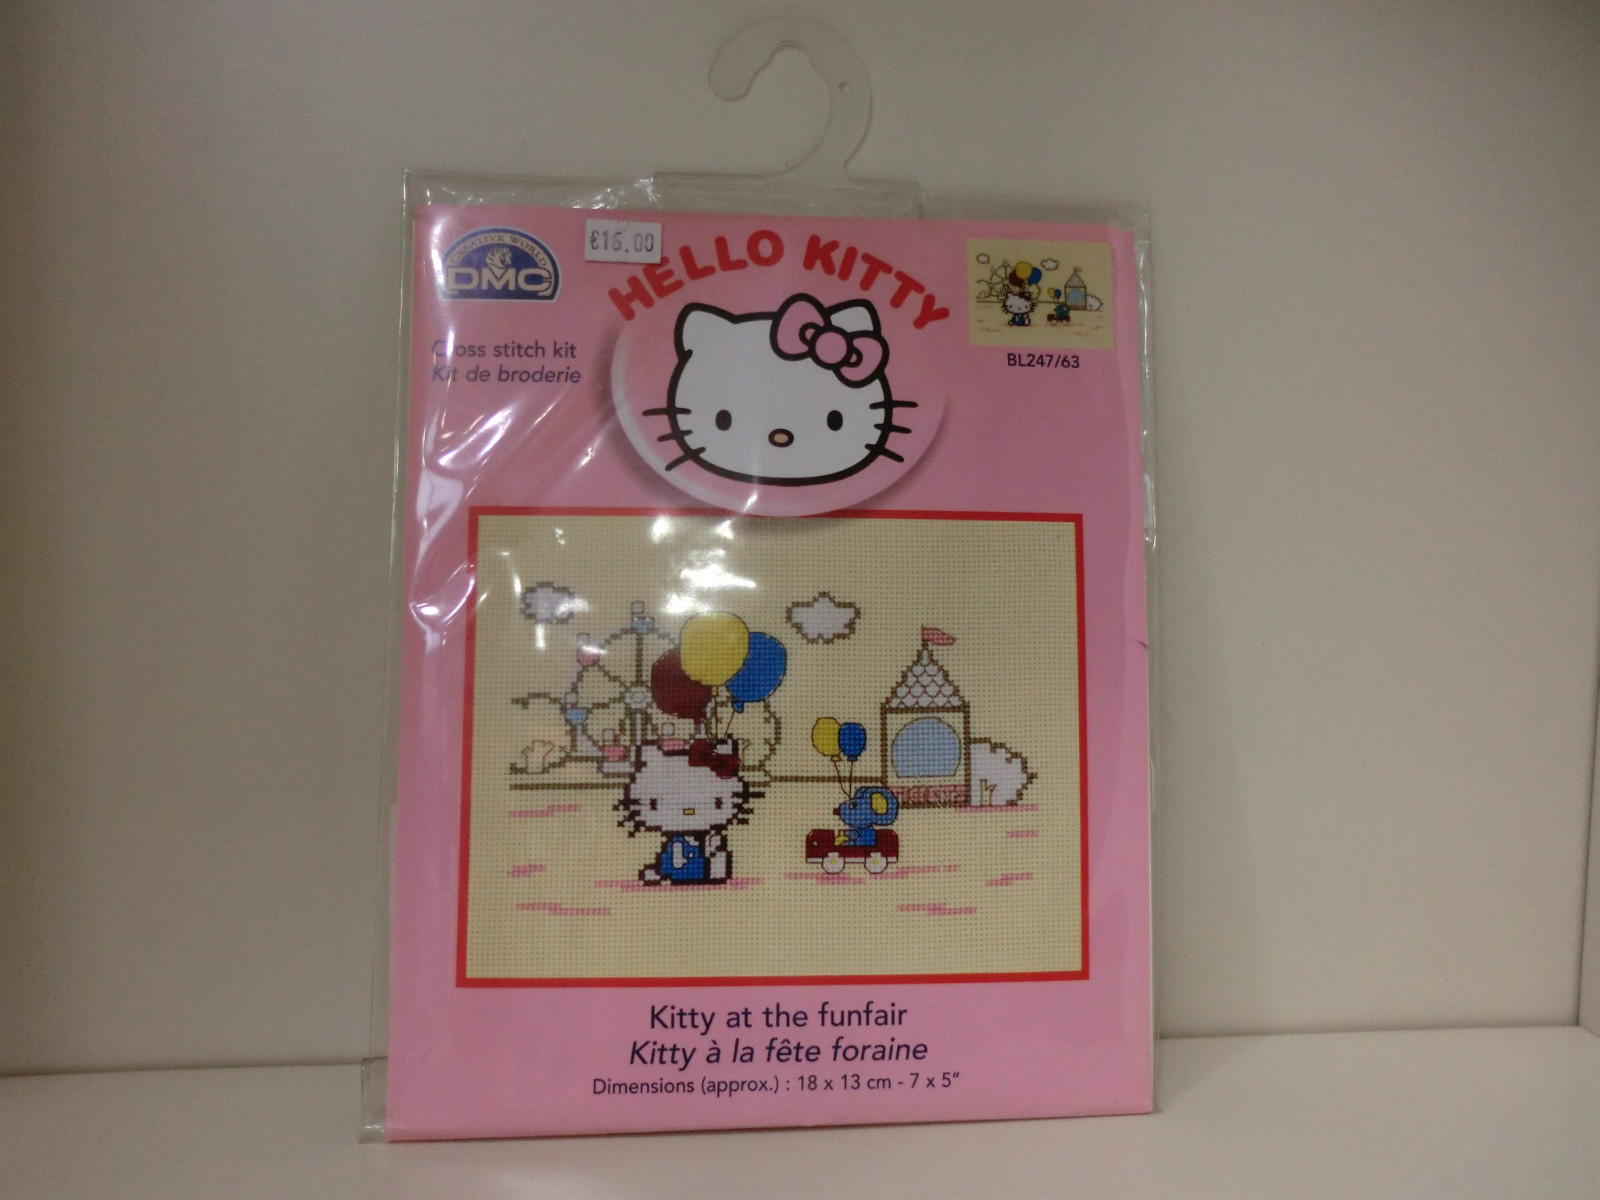 CREATIVE WORLD
DMC
€16.00
HELLO KITTY
Cross stitch kit
Kit de broderie
BL247/63
Kitty at the funfair
Kitty à la fête foraine
Dimensions (approx.) : 18 x 13 cm - 7 x 5"